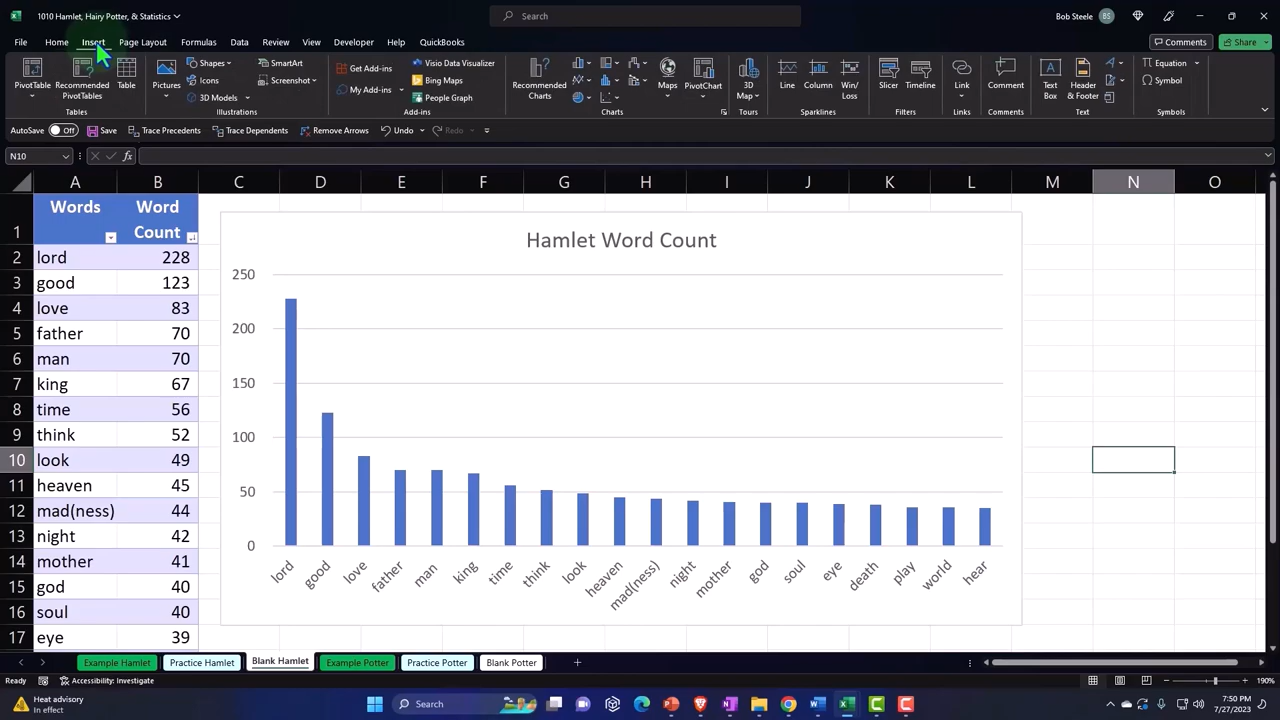 1010 Hamlet, Hairy Potter, & Statistics
Search
Bob Steele
BS
File Home Insert Page Layout Formulas Data Review View Developer Help QuickBooks
Comments
Share
PivotTable
Recommended PivotTables
Table
Tables
Pictures
Shapes
Icons
3D Models
SmartArt
Screenshot
Illustrations
Get Add-ins
My Add-ins
Visio Data Visualizer
Bing Maps
People Graph
Add-ins
Recommended Charts
Maps
PivotChart
Charts
3D Map
Tours
Line
Column
Win/Loss
Sparklines
Slicer
Timeline
Filters
Link
Links
Comment
Comments
Text Box
Header & Footer
Text
Equation
Symbol
Symbols
AutoSave Off Save Trace Precedents Trace Dependents Remove Arrows Undo Redo
N10
fx
A B C D E F G H I J K L M N O
Words Word Count
1
2 lord 228
3 good 123
4 love 83
5 father 70
6 man 70
7 king 67
8 time 56
9 think 52
10 look 49
11 heaven 45
12 mad(ness) 44
13 night 42
14 mother 41
15 god 40
16 soul 40
17 eye 39
Hamlet Word Count
250
200
150
100
50
0
lord good love father man king time think look heaven mad(ness) night mother god soul eye death play world hear
Example Hamlet Practice Hamlet Blank Hamlet Example Potter Practice Potter Blank Potter
Ready Accessibility: Investigate
190%
Heat advisory
In effect
Search
7:50 PM
7/27/2023